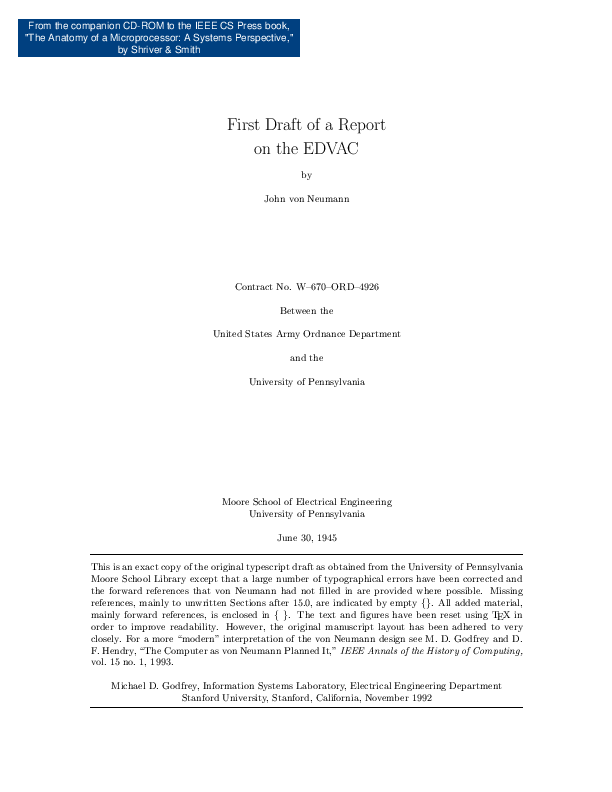 From the companion CD-ROM to the IEEE CS Press book,
"The Anatomy of a Microprocessor: A Systems Perspective,"
by Shriver & Smith
First Draft of a Report
on the EDVAC
by
John von Neumann
Contract No. W–670–ORD–4926
Between the
United States Army Ordnance Department
and the
University of Pennsylvania
Moore School of Electrical Engineering
University of Pennsylvania
June 30, 1945
This is an exact copy of the original typescript draft as obtained from the University of Pennsylvania
Moore School Library except that a large number of typographical errors have been corrected and
the forward references that von Neumann had not filled in are provided where possible. Missing
references, mainly to unwritten Sections after 15.0, are indicated by empty {}. All added material,
mainly forward references, is enclosed in { }. The text and figures have been reset using TEX in
order to improve readability. However, the original manuscript layout has been adhered to very
closely. For a more “modern” interpretation of the von Neumann design see M. D. Godfrey and D.
F. Hendry, “The Computer as von Neumann Planned It,” IEEE Annals of the History of Computing,
vol. 15 no. 1, 1993.
Michael D. Godfrey, Information Systems Laboratory, Electrical Engineering Department
Stanford University, Stanford, California, November 1992